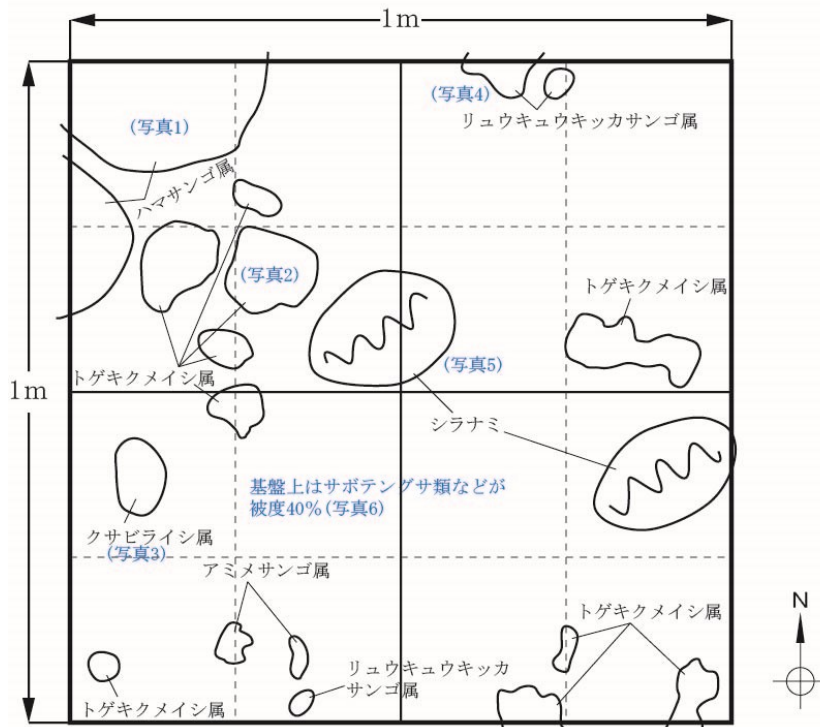 1m
(写真1)
(写真4)
リュウキュウキッカサンゴ属
ハマサンゴ属
(写真2)
トゲキクメイシ属
1m
トゲキクメイシ属
(写真5)
シラナミ
基盤上はサボテングサ類などが
被度40%(写真6)
クサビライシ属
(写真3)
アミメサンゴ属
トゲキクメイシ属
N
リュウキュウキッカ
サンゴ属
トゲキクメイシ属